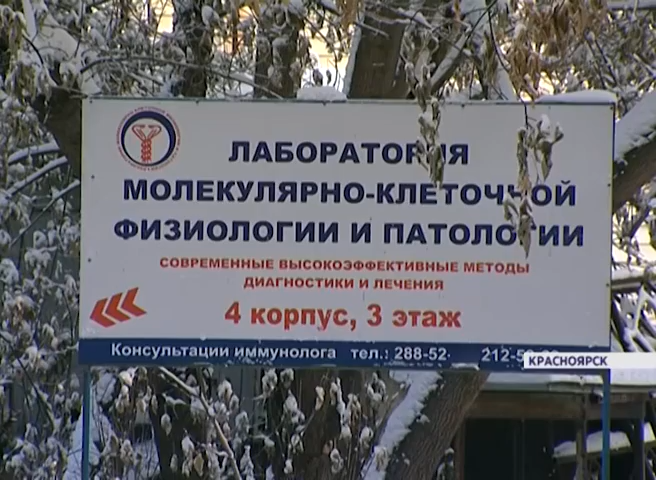 ЛАБОРАТОРИЯ
МОЛЕКУЛЯРНО-КЛЕТОЧНОЙ
ФИЗИОЛОГИИ И ПАТОЛОГИИ
СОВРЕМЕННЫЕ ВЫСОКОЭФФЕКТИВНЫЕ МЕТОДЫ
ДИАГНОСТИКИ И ЛЕЧЕНИЯ
4 корпус, 3 этаж
Консультации иммунолога тел.: 288-52-
КРАСНОЯРСК